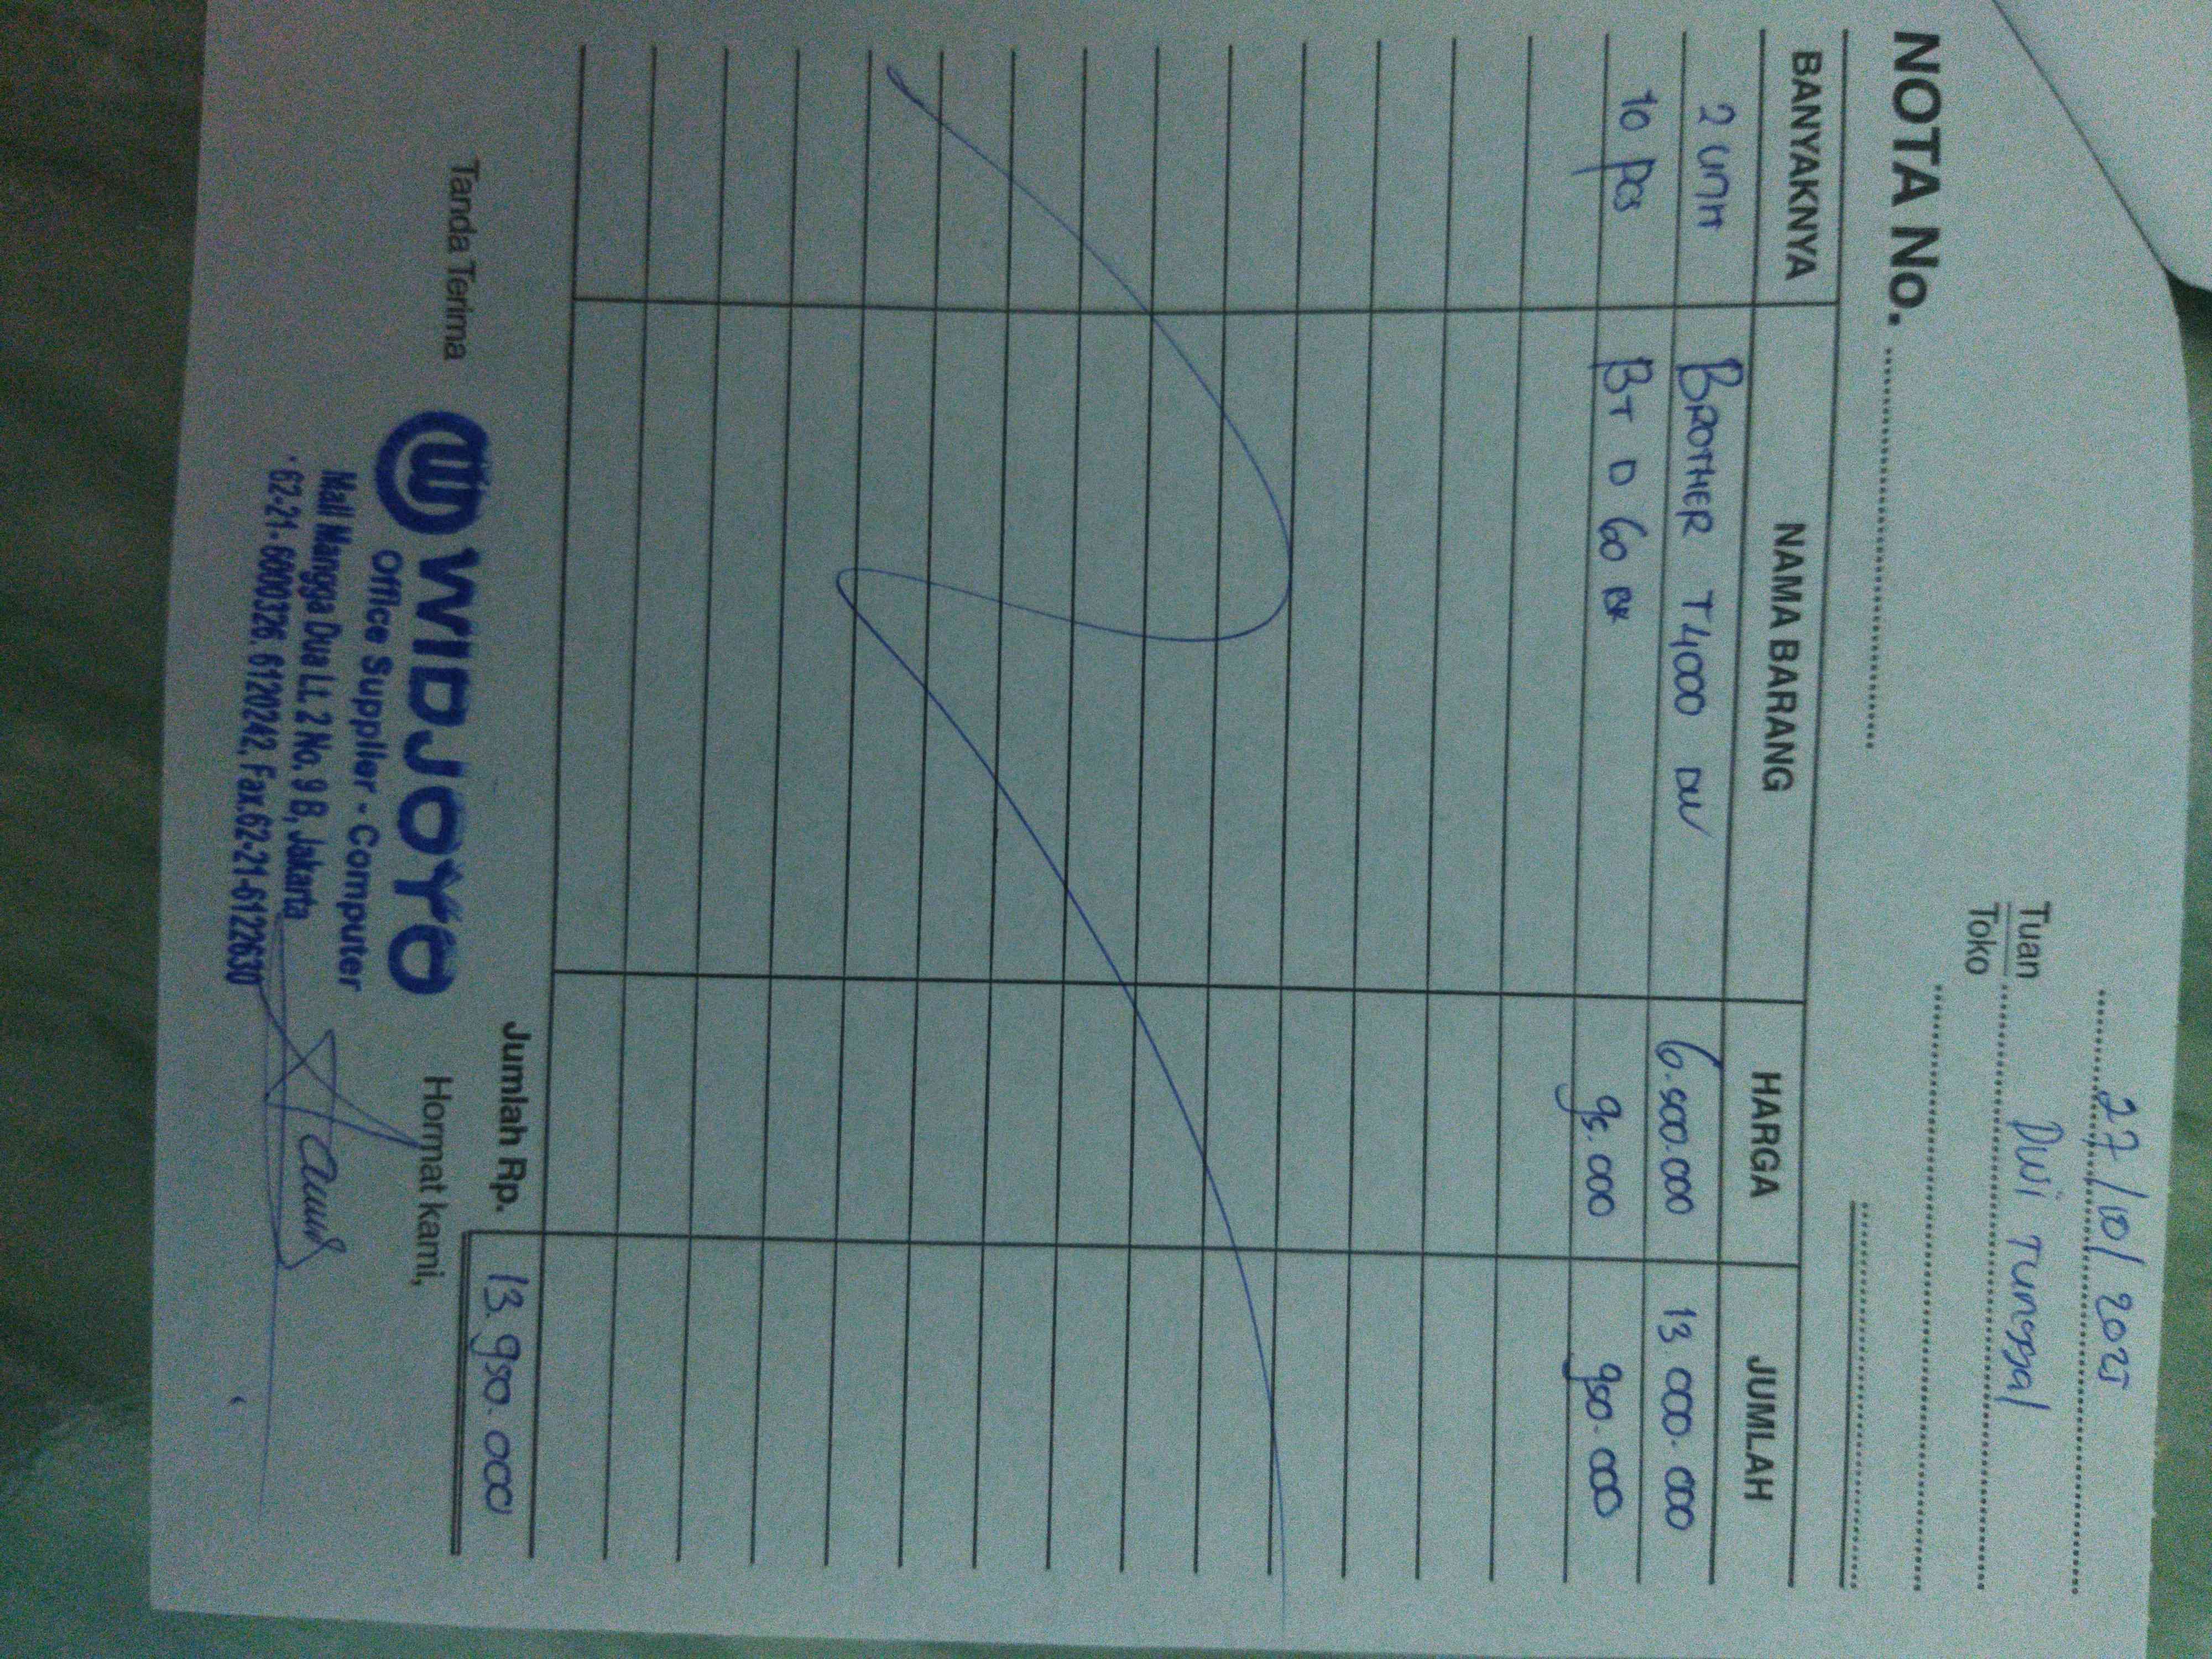 27/10/2025
Tuan Dwi Tunggal
Toko
NOTA No.
BANYAKNYA NAMA BARANG HARGA JUMLAH
2 unit BROTHER T4000 DW 6.500.000 13 000.000
10 pcs BT D 60 BK 95.000 950.000
Jumlah Rp. 13.950.000
Tanda Terima Hormat kami,
WIDJOYO
Office Supplier - Computer
Mall Mangga Dua Lt. 2 No. 9 B, Jakarta
62-21-6000326, 6120242, Fax.62-21-6122630